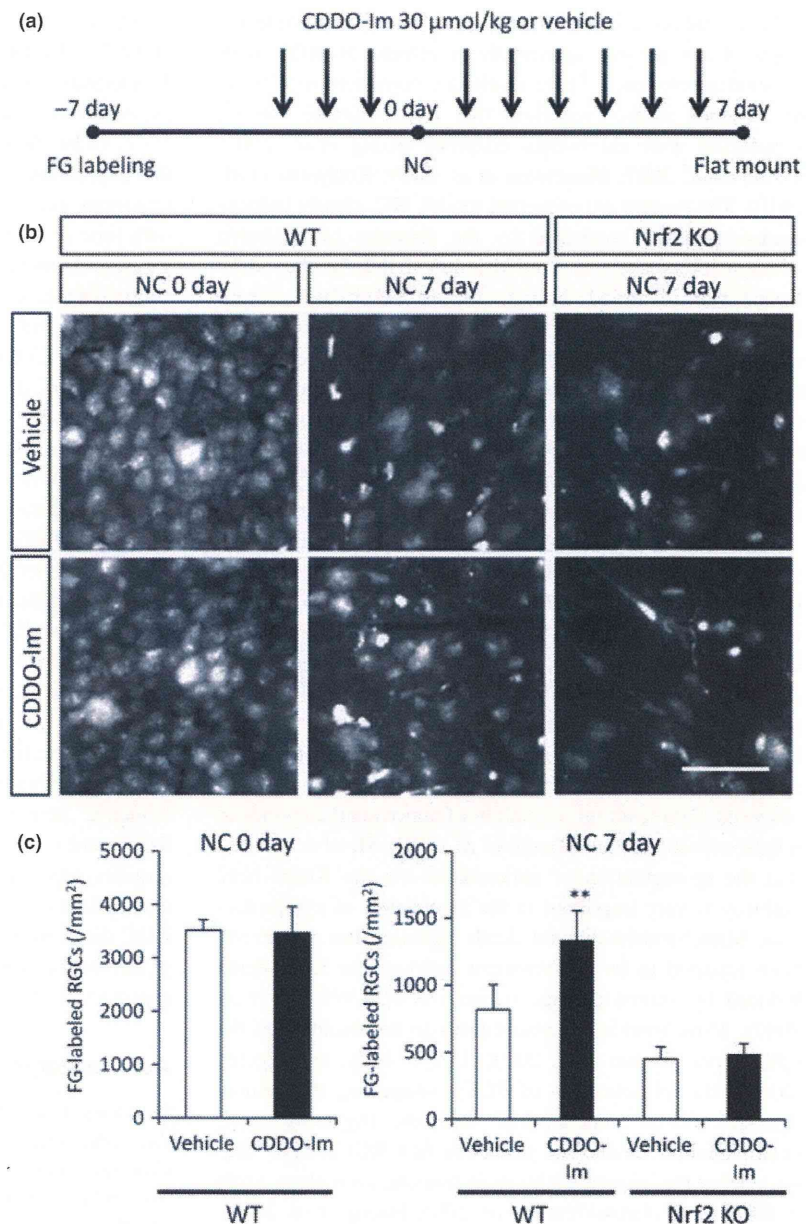 (a)
CDDO-Im 30 μmol/kg or vehicle
−7 day
0 day
7 day
FG labeling
NC
Flat mount
(b)
WT
Nrf2 KO
NC 0 day
NC 7 day
NC 7 day
Vehicle
CDDO-Im
(c)
NC 0 day
FG-labeled RGCs (/mm²)
5000
4000
3000
2000
1000
0
Vehicle
CDDO-Im
WT
NC 7 day
FG-labeled RGCs (/mm²)
2000
1500
1000
500
0
**
Vehicle
CDDO-
Im
Vehicle
CDDO-
Im
WT
Nrf2 KO